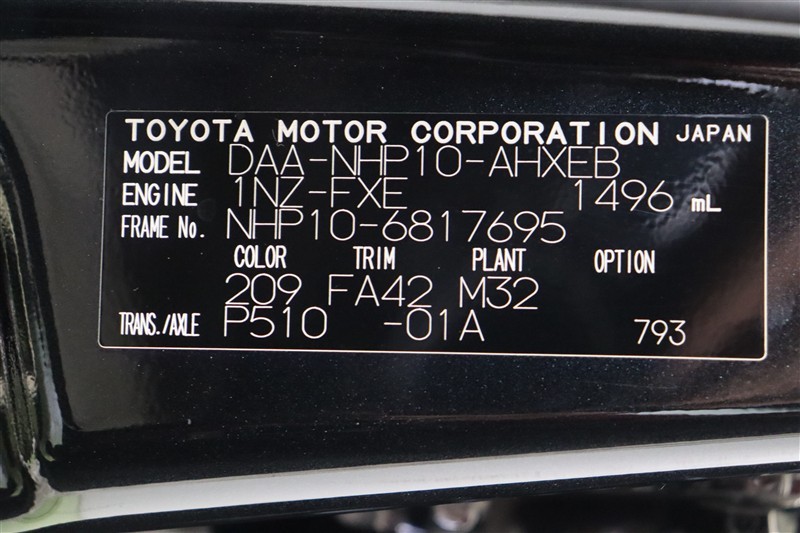 TOYOTA MOTOR CORPORATION JAPAN
MODEL DAA-NHP10-AHXEB
ENGINE 1NZ-FXE 1496 mL
FRAME No. NHP10-6817695
COLOR TRIM PLANT OPTION
209 FA42 M32
TRANS./AXLE P510 -01A 793